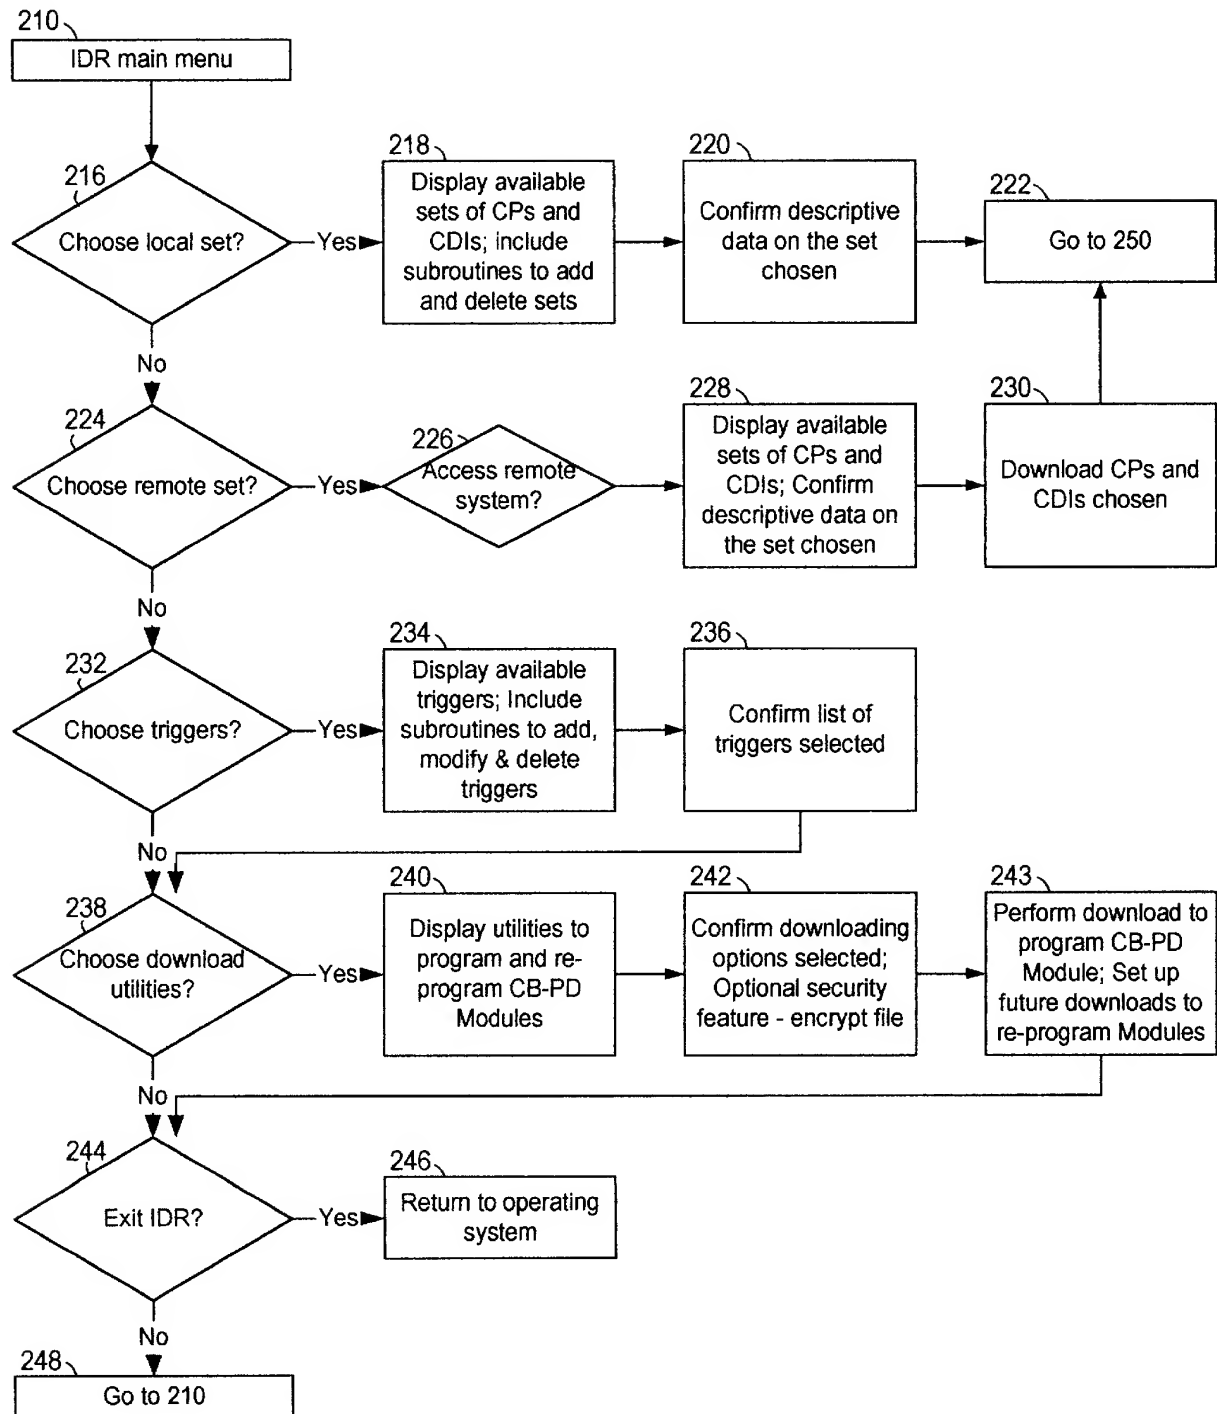 210
IDR main menu
216
Choose local set?
Yes
218
Display available
sets of CPs and
CDIs; include
subroutines to add
and delete sets
220
Confirm descriptive
data on the set
chosen
222
Go to 250
No
224
Choose remote set?
Yes
226
Access remote
system?
228
Display available
sets of CPs and
CDIs; Confirm
descriptive data on
the set chosen
230
Download CPs and
CDIs chosen
No
232
Choose triggers?
Yes
234
Display available
triggers; Include
subroutines to add,
modify & delete
triggers
236
Confirm list of
triggers selected
No
238
Choose download
utilities?
Yes
240
Display utilities to
program and re-
program CB-PD
Modules
242
Confirm downloading
options selected;
Optional security
feature - encrypt file
243
Perform download to
program CB-PD
Module; Set up
future downloads to
re-program Modules
No
244
Exit IDR?
Yes
246
Return to operating
system
No
248
Go to 210